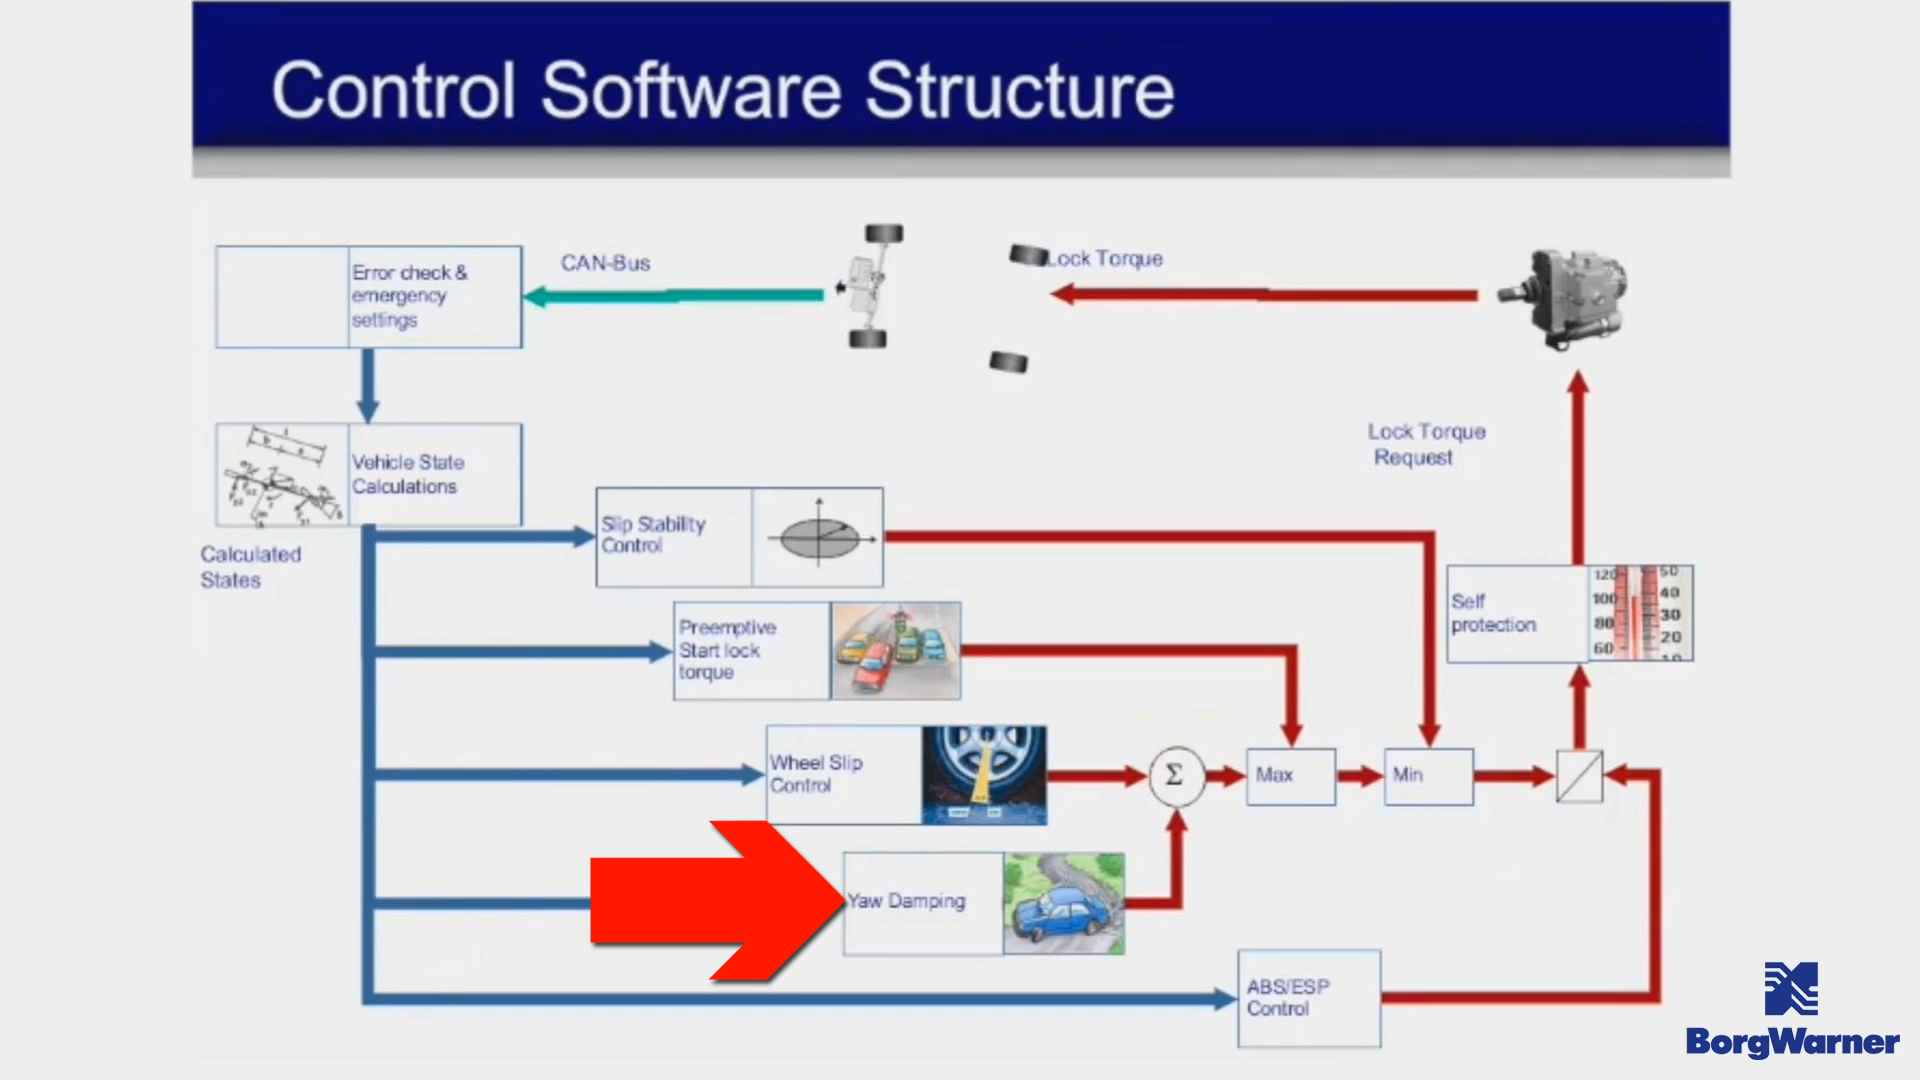 Control Software Structure
Error check &
emergency
settings
CAN-Bus
Lock Torque
Vehicle State
Calculations
Calculated
States
Slip Stability
Control
Lock Torque
Request
Preemptive
Start lock
torque
Self
protection
120
100
80
60
50
40
30
20
10
Wheel Slip
Control
Σ
Max
Min
Yaw Damping
ABS/ESP
Control
BorgWarner